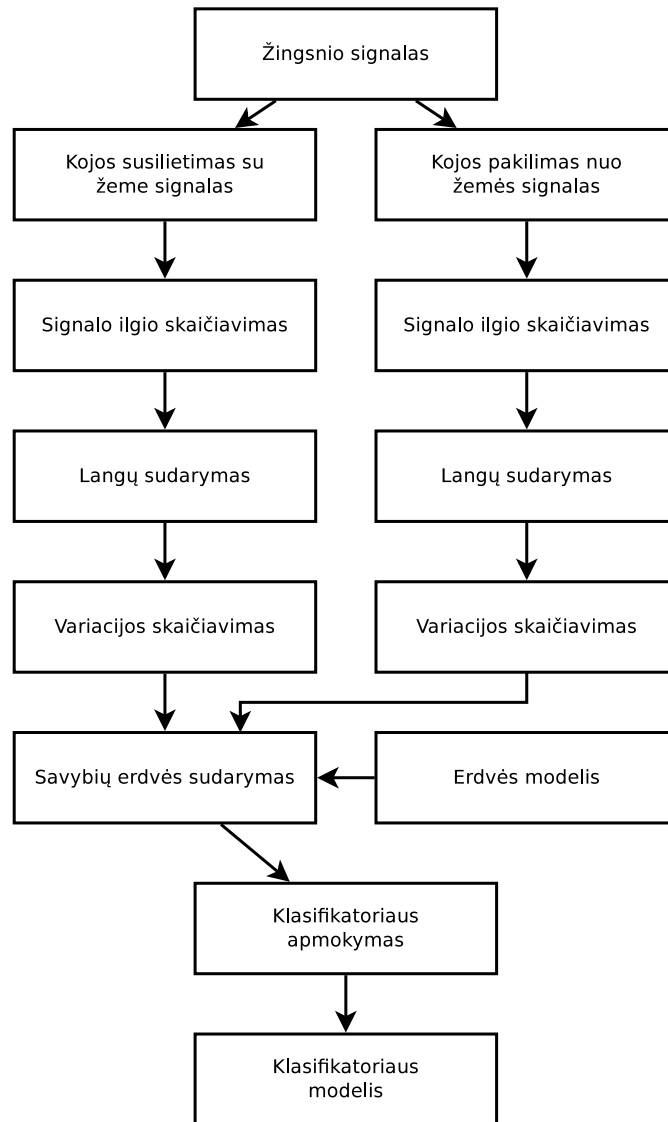 Žingsnio signalas
Kojos susilietimas su
žeme signalas
Kojos pakilimas nuo
žemės signalas
Signalo ilgio skaičiavimas
Signalo ilgio skaičiavimas
Langų sudarymas
Langų sudarymas
Variacijos skaičiavimas
Variacijos skaičiavimas
Savybių erdvės sudarymas
Erdvės modelis
Klasifikatoriaus
apmokymas
Klasifikatoriaus
modelis